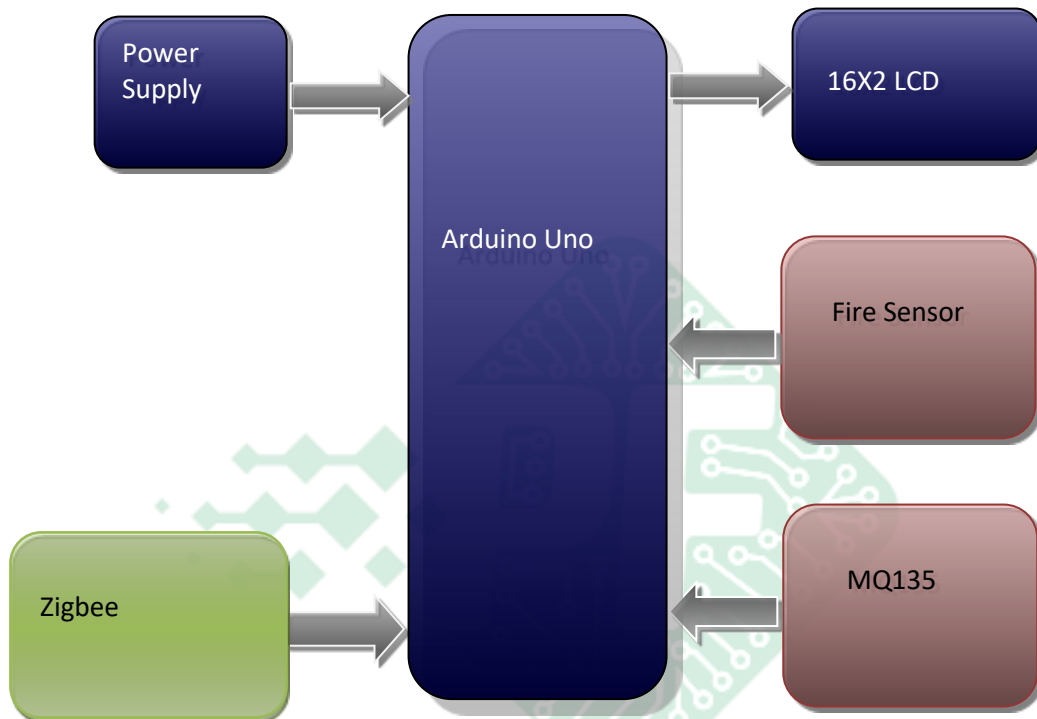 Power
Supply
16X2 LCD
Arduino Uno
Fire Sensor
Zigbee
MQ135